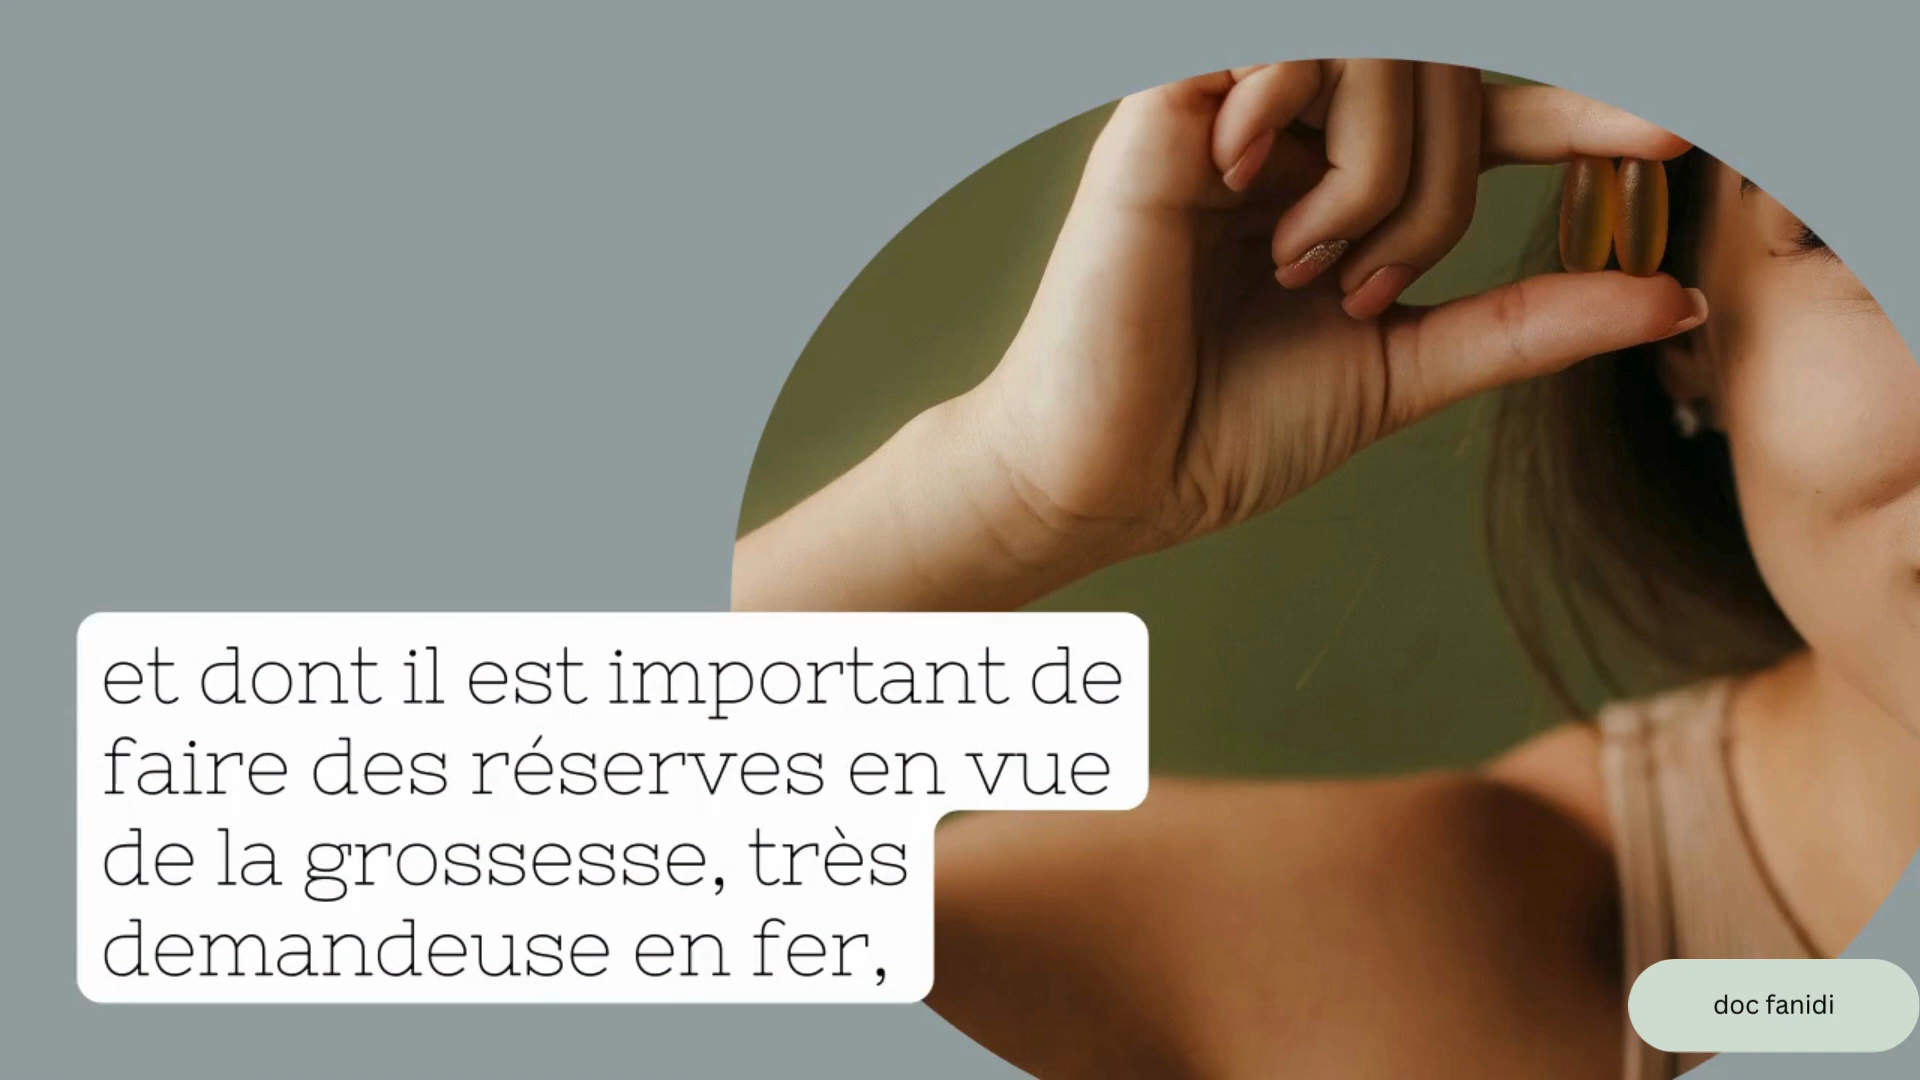 et dont il est important de
faire des réserves en vue
de la grossesse, très
demandeuse en fer,
doc fanidi